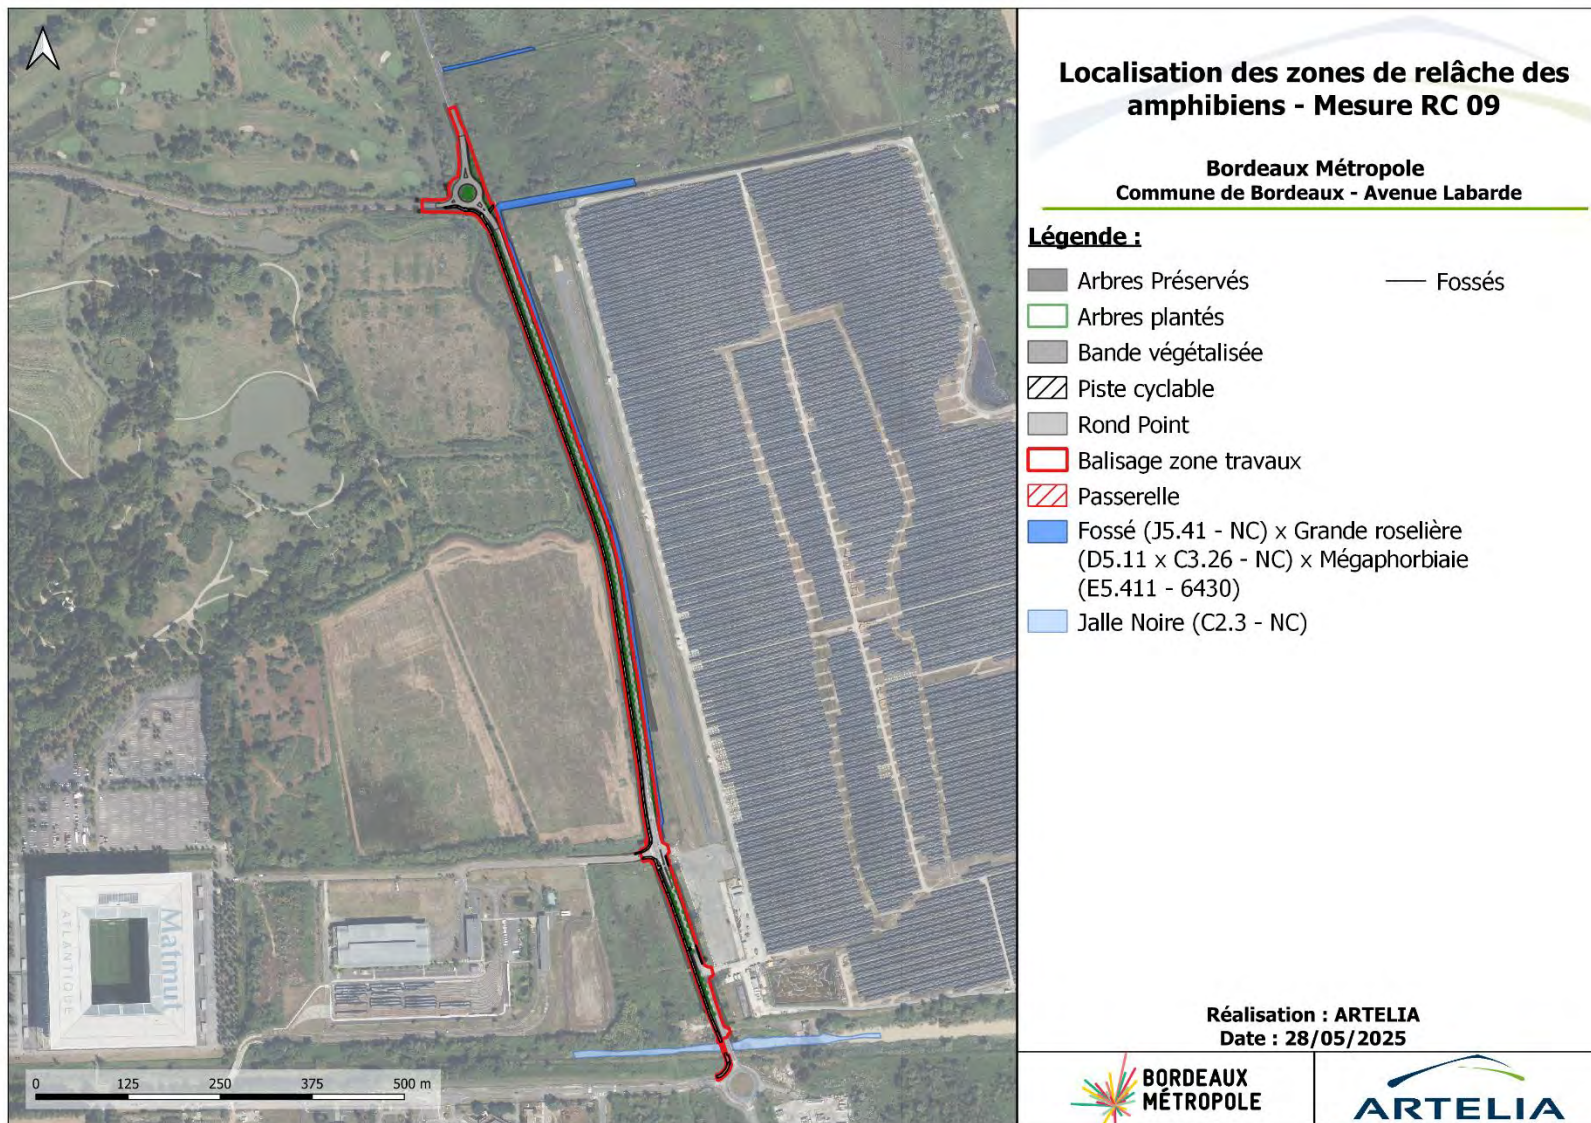 Localisation des zones de relâche des
amphibiens - Mesure RC 09
Bordeaux Métropole
Commune de Bordeaux - Avenue Labarde
Légende :
Arbres Préservés
Fossés
Arbres plantés
Bande végétalisée
Piste cyclable
Rond Point
Balisage zone travaux
Passerelle
Fossé (J5.41 - NC) x Grande roselière
(D5.11 x C3.26 - NC) x Mégaphorbiaie
(E5.411 - 6430)
Jalle Noire (C2.3 - NC)
Matmut
ATLANTIQUE
0 125 250 375 500 m
Réalisation : ARTELIA
Date : 28/05/2025
BORDEAUX
MÉTROPOLE
ARTELIA